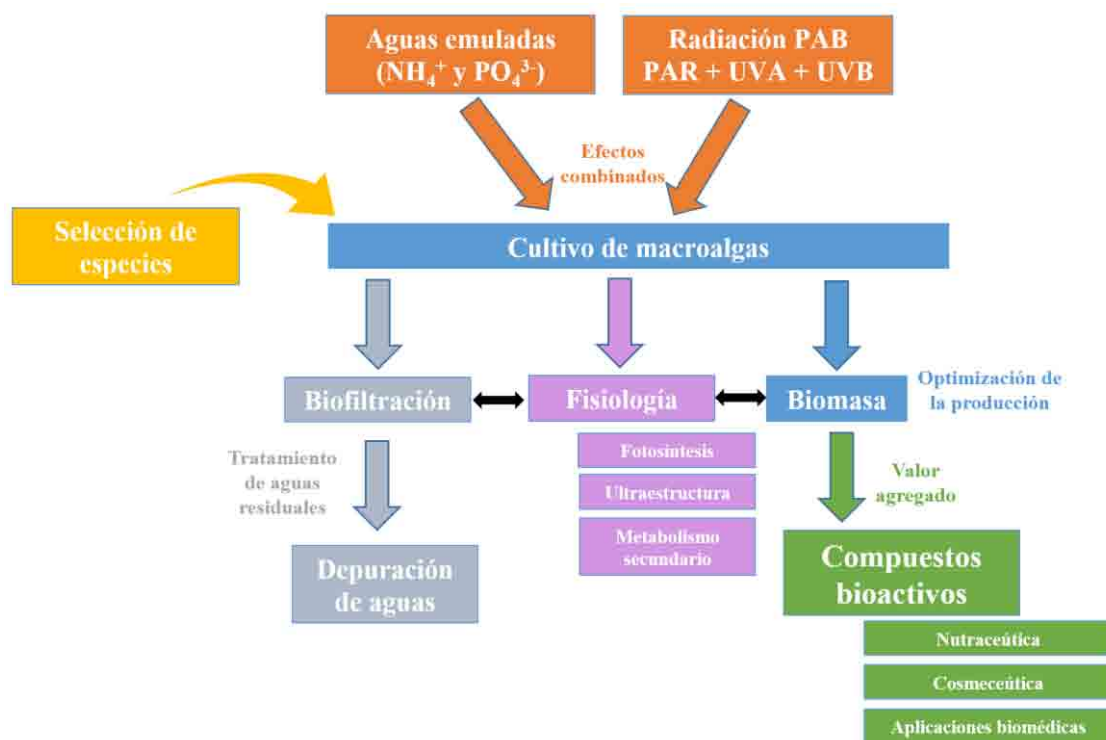 Aguas emuladas
(NH₄⁺ y PO₄³⁻)
Radiación PAB
PAR + UVA + UVB
Efectos
combinados
Selección de
especies
Cultivo de macroalgas
Biofiltración
Fisiología
Biomasa
Optimización de
la producción
Tratamiento
de aguas
residuales
Fotosíntesis
Ultraestructura
Metabolismo
secundario
Valor
agregado
Depuración
de aguas
Compuestos
bioactivos
Nutraceútica
Cosmeceútica
Aplicaciones biomédicas